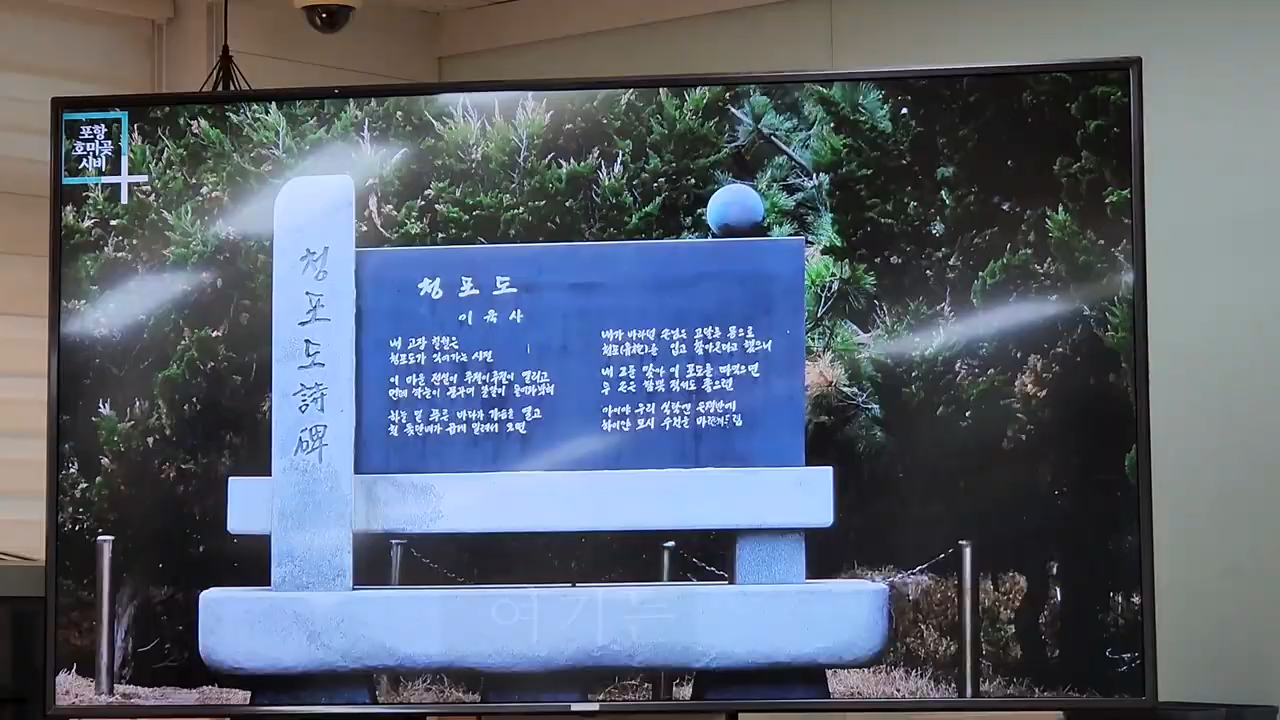 포항
호미곶
시비
청포도詩碑
청포도
이육사
내 고장 칠월은
청포도가 익어가는 시절
이 마을 전설이 주절이주절이 열리고
먼데 하늘이 꿈꾸며 알알이 들어와 박혀
하늘 밑 푸른 바다가 가슴을 열고
흰 돛단배가 곱게 밀려서 오면
내가 바라던 손님은 고달픈 몸으로
청포(靑袍)를 입고 찾아온다고 했으니
내 그를 맞아 이 포도를 따먹으면
두 손은 함뿍 적셔도 좋으련
아이야 우리 식탁엔 은쟁반에
하이얀 모시 수건을 마련해두렴
여기는